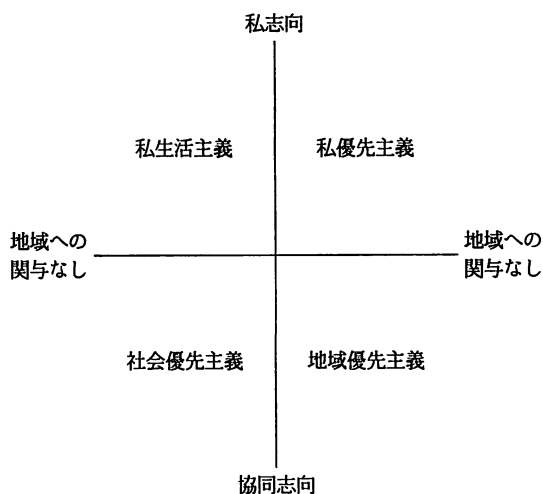 私志向
私生活主義
私優先主義
地域への
関与なし
地域への
関与なし
社会優先主義
地域優先主義
協同志向